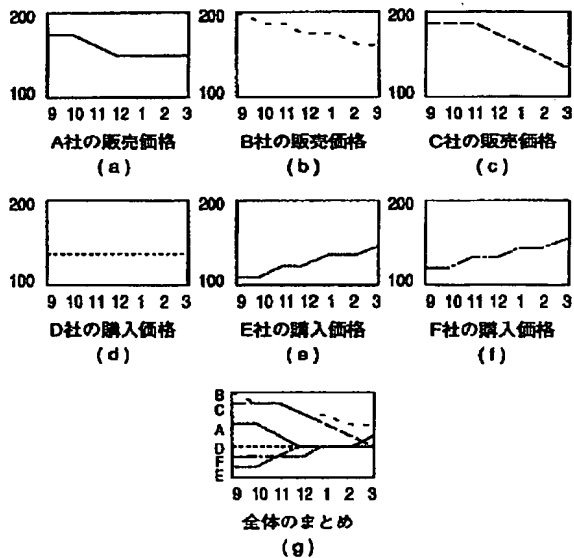 200 200 200
100 100 100
9 10 11 12 1 2 3 9 10 11 12 1 2 3 9 10 11 12 1 2 3
A社の販売価格 B社の販売価格 C社の販売価格
(a) (b) (c)
200 200 200
100 100 100
9 10 11 12 1 2 3 9 10 11 12 1 2 3 9 10 11 12 1 2 3
D社の購入価格 E社の購入価格 F社の購入価格
(d) (e) (f)
B
C
A
D
F
E
9 10 11 12 1 2 3
全体のまとめ
(g)